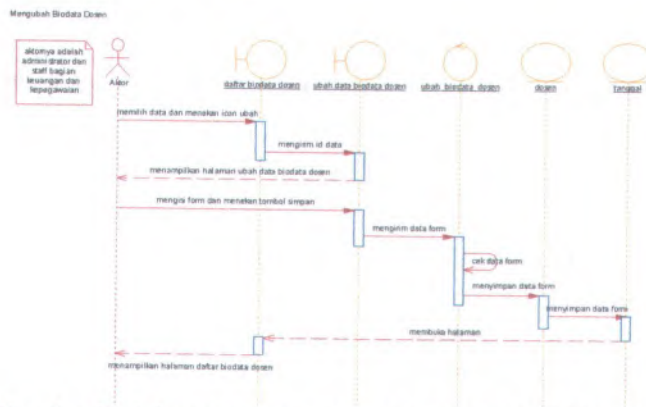 Mengubah Biodata Dosen
aktornya adalah
administrator dan
staff bagian
keuangan dan
kepegawaian
Aktor
daftar biodata dosen
ubah data biodata dosen
ubah_biodata_dosen
dosen
tanggal
memilih data dan menekan icon ubah
mengirim id data
menampilkan halaman ubah data biodata dosen
mengisi form dan menekan tombol simpan
mengirim data form
cek data form
menyimpan data form
menyimpan data form
membuka halaman
menampilkan halaman daftar biodata dosen